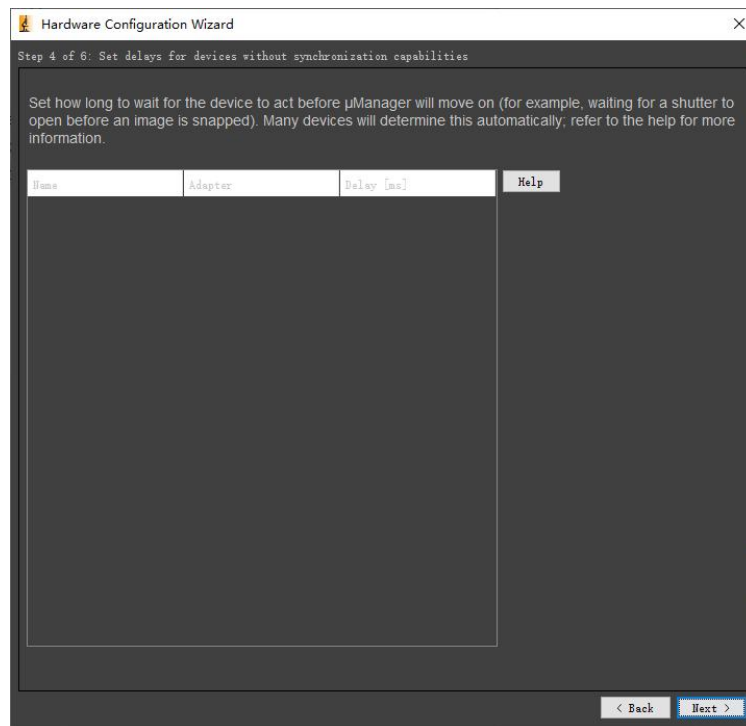 Hardware Configuration Wizard
Step 4 of 6: Set delays for devices without synchronization capabilities
Set how long to wait for the device to act before µManager will move on (for example, waiting for a shutter to
open before an image is snapped). Many devices will determine this automatically; refer to the help for more
information.
Name Adapter Delay [ms] Help
< Back Next >